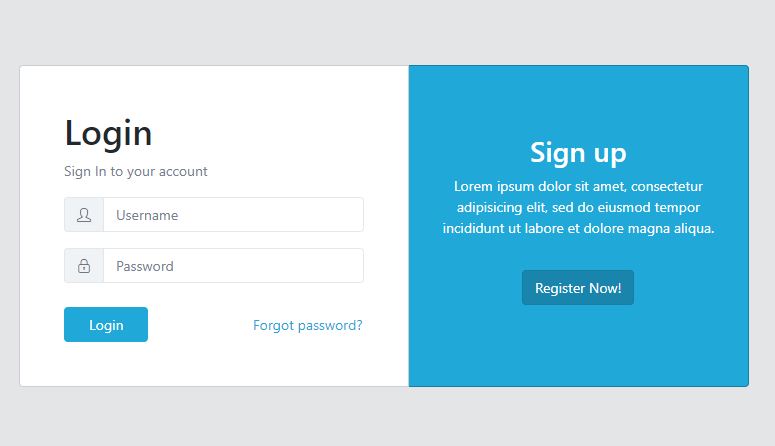 Login
Sign In to your account
Username
Password
Login
Forgot password?
Sign up
Lorem ipsum dolor sit amet, consectetur
adipisicing elit, sed do eiusmod tempor
incididunt ut labore et dolore magna aliqua.
Register Now!